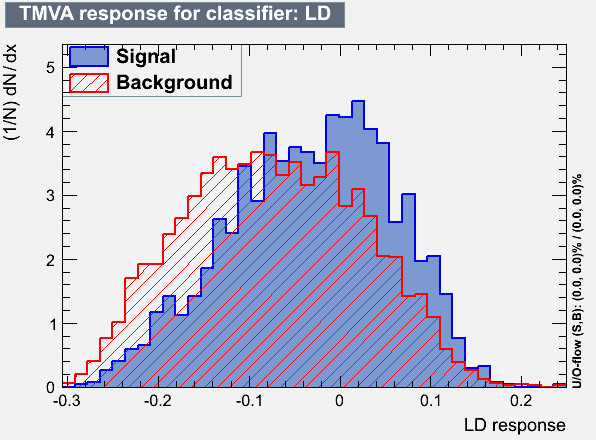 TMVA response for classifier: LD
(1/N) dN / dx
Signal
Background
5
4
3
2
1
0
-0.3 -0.2 -0.1 0 0.1 0.2
LD response
U/O-flow (S,B): (0.0, 0.0)% / (0.0, 0.0)%